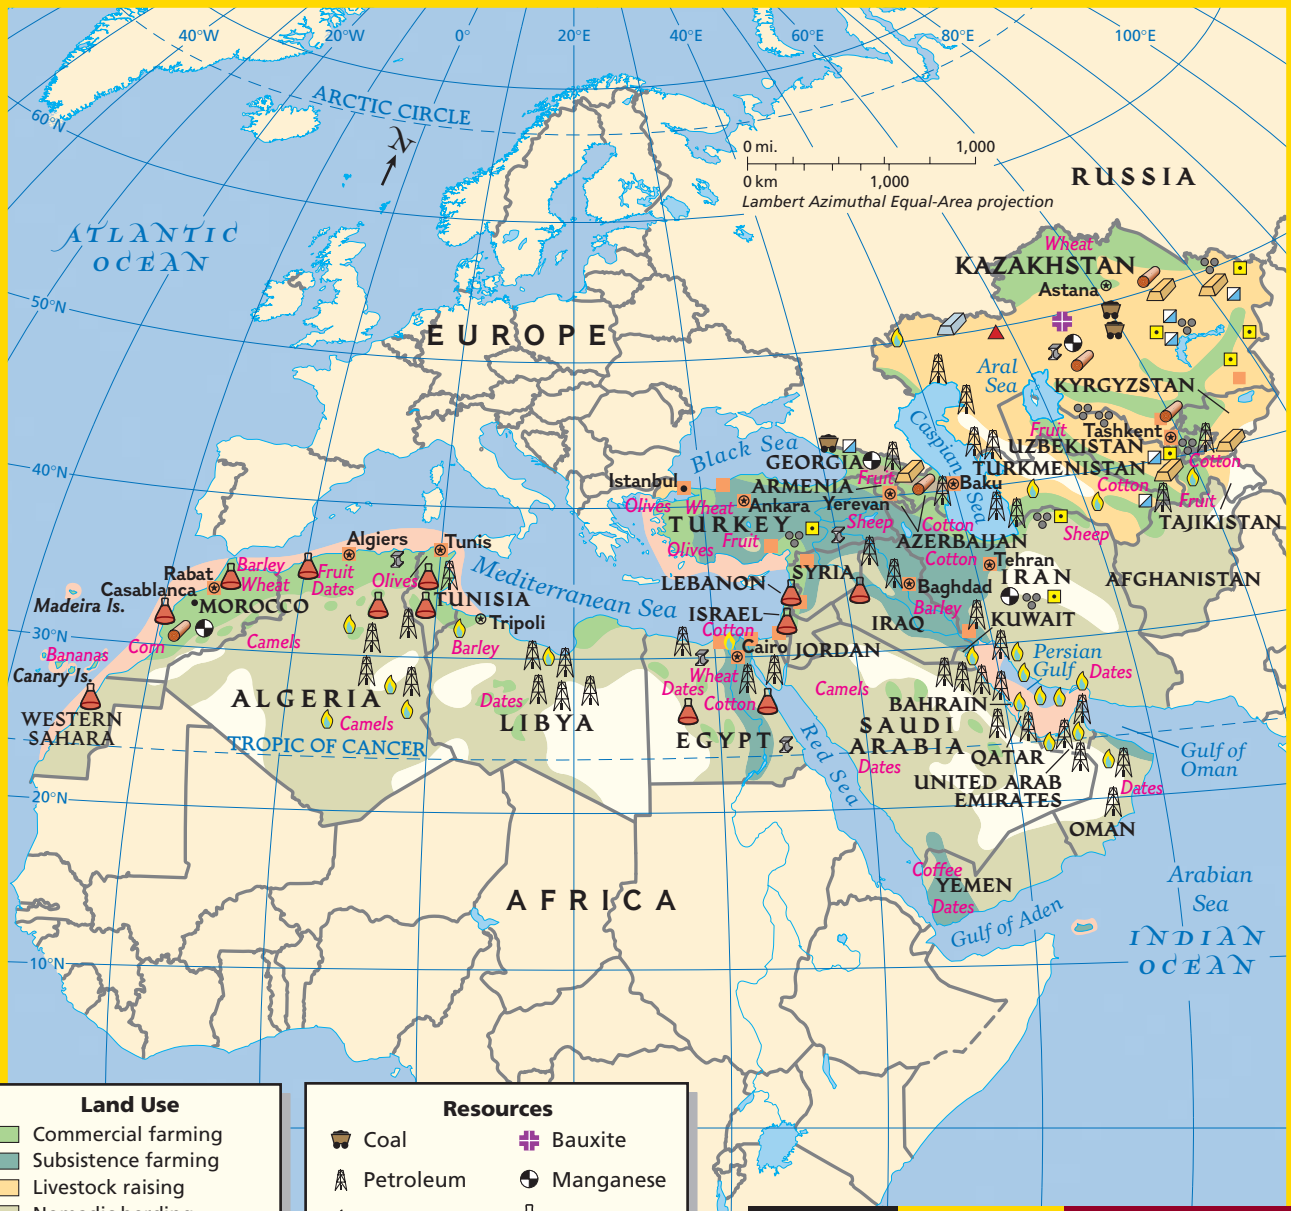 40°W
20°W
0°
20°E
40°E
60°E
80°E
100°E
ARCTIC CIRCLE
60°N
N
0 mi.
1,000
0 km
1,000
Lambert Azimuthal Equal-Area projection
RUSSIA
ATLANTIC
OCEAN
50°N
EUROPE
Wheat
KAZAKHSTAN
Astana
Aral
Sea
KYRGYZSTAN
Caspian
Sea
Fruit
Tashkent
UZBEKISTAN
Cotton
TURKMENISTAN
Cotton
Fruit
TAJIKISTAN
Black Sea
GEORGIA
Fruit
ARMENIA
Yerevan
Baku
Sheep
Cotton
AZERBAIJAN
Cotton
Sheep
40°N
Istanbul
Olives
Wheat
Ankara
TURKEY
Olives
Fruit
Tehran
IRAN
AFGHANISTAN
Algiers
Tunis
Rabat
Barley
Wheat
Fruit
Dates
Olives
Casablanca
MOROCCO
TUNISIA
Mediterranean Sea
LEBANON
SYRIA
Baghdad
Barley
Madeira Is.
30°N
Corn
Camels
Tripoli
Barley
ISRAEL
Cotton
Cairo
JORDAN
IRAQ
KUWAIT
Bananas
Canary Is.
Persian
Gulf
Dates
WESTERN
SAHARA
ALGERIA
Camels
Dates
LIBYA
Wheat
Dates
Cotton
EGYPT
Camels
BAHRAIN
SAUDI
ARABIA
Dates
QATAR
Gulf of
Oman
UNITED ARAB
EMIRATES
Dates
OMAN
TROPIC OF CANCER
Red Sea
20°N
AFRICA
Coffee
YEMEN
Dates
Gulf of Aden
Arabian
Sea
INDIAN
OCEAN
10°N
Land Use
Commercial farming
Subsistence farming
Livestock raising
Nomadic herding
Resources
Coal
Bauxite
Petroleum
Manganese